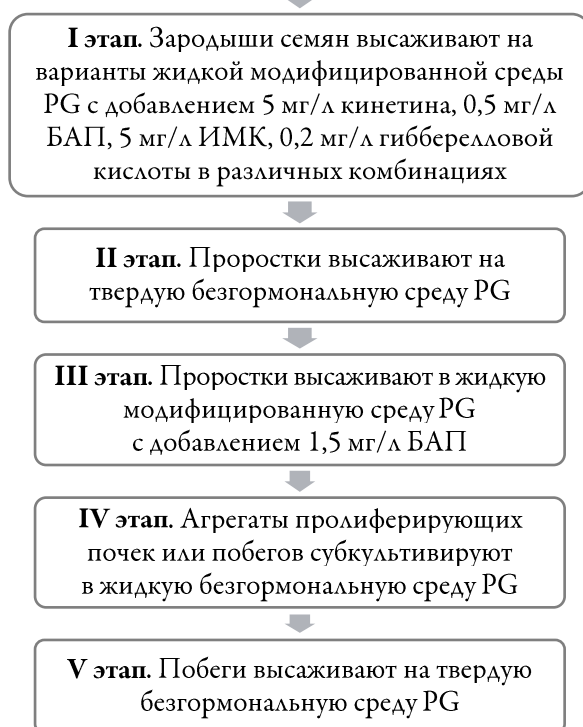 I этап. Зародыши семян высаживают на
варианты жидкой модифицированной среды
PG с добавлением 5 мг/л кинетина, 0,5 мг/л
БАП, 5 мг/л ИМК, 0,2 мг/л гибберелловой
кислоты в различных комбинациях
II этап. Проростки высаживают на
твердую безгормональную среду PG
III этап. Проростки высаживают в жидкую
модифицированную среду PG
с добавлением 1,5 мг/л БАП
IV этап. Агрегаты пролиферирующих
почек или побегов субкультивируют
в жидкую безгормональную среду PG
V этап. Побеги высаживают на твердую
безгормональную среду PG